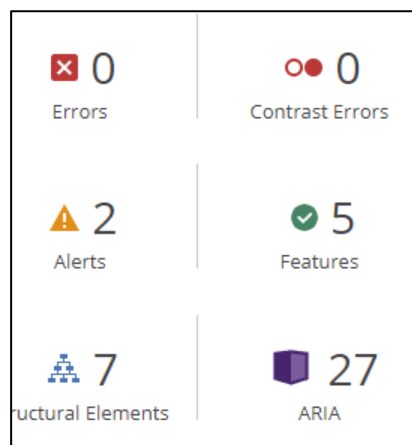 0 0
Errors Contrast Errors
2 5
Alerts Features
7 27
ructural Elements ARIA